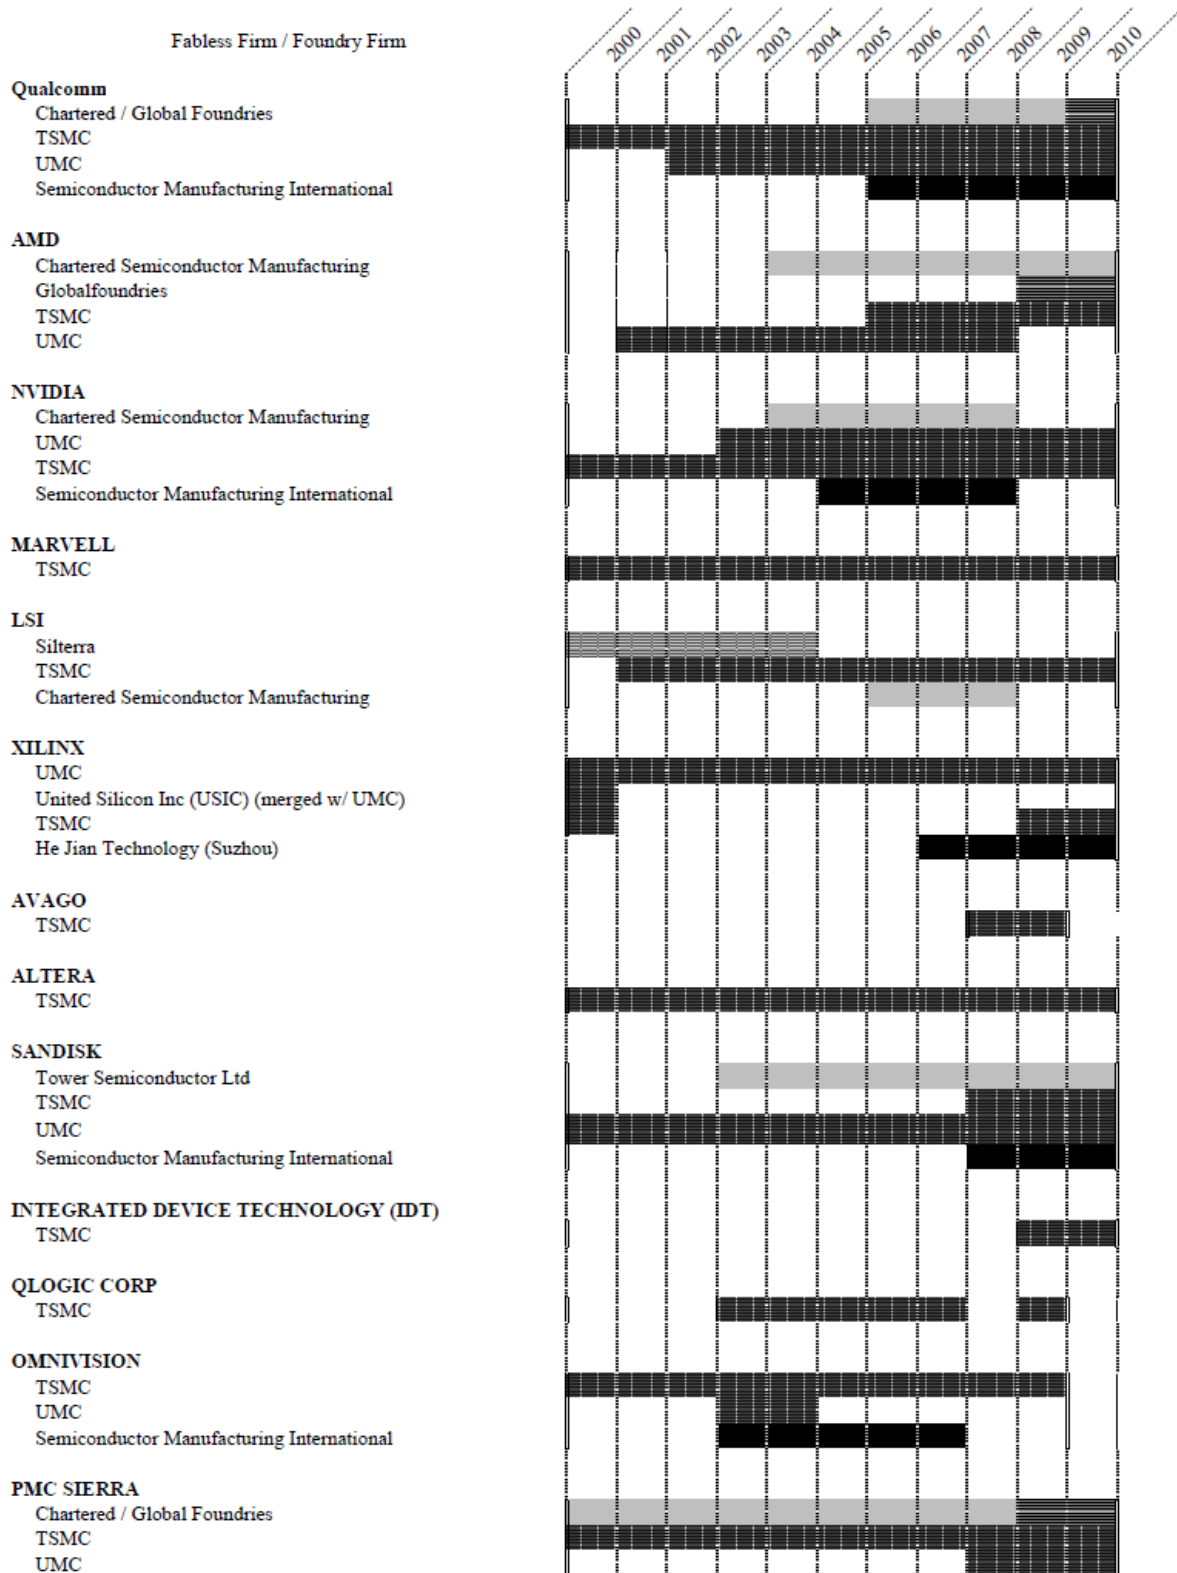 Fabless Firm / Foundry Firm
2000 2001 2002 2003 2004 2005 2006 2007 2008 2009 2010
Qualcomm
Chartered / Global Foundries
TSMC
UMC
Semiconductor Manufacturing International
AMD
Chartered Semiconductor Manufacturing
Globalfoundries
TSMC
UMC
NVIDIA
Chartered Semiconductor Manufacturing
UMC
TSMC
Semiconductor Manufacturing International
MARVELL
TSMC
LSI
Silterra
TSMC
Chartered Semiconductor Manufacturing
XILINX
UMC
United Silicon Inc (USIC) (merged w/ UMC)
TSMC
He Jian Technology (Suzhou)
AVAGO
TSMC
ALTERA
TSMC
SANDISK
Tower Semiconductor Ltd
TSMC
UMC
Semiconductor Manufacturing International
INTEGRATED DEVICE TECHNOLOGY (IDT)
TSMC
QLOGIC CORP
TSMC
OMNIVISION
TSMC
UMC
Semiconductor Manufacturing International
PMC SIERRA
Chartered / Global Foundries
TSMC
UMC